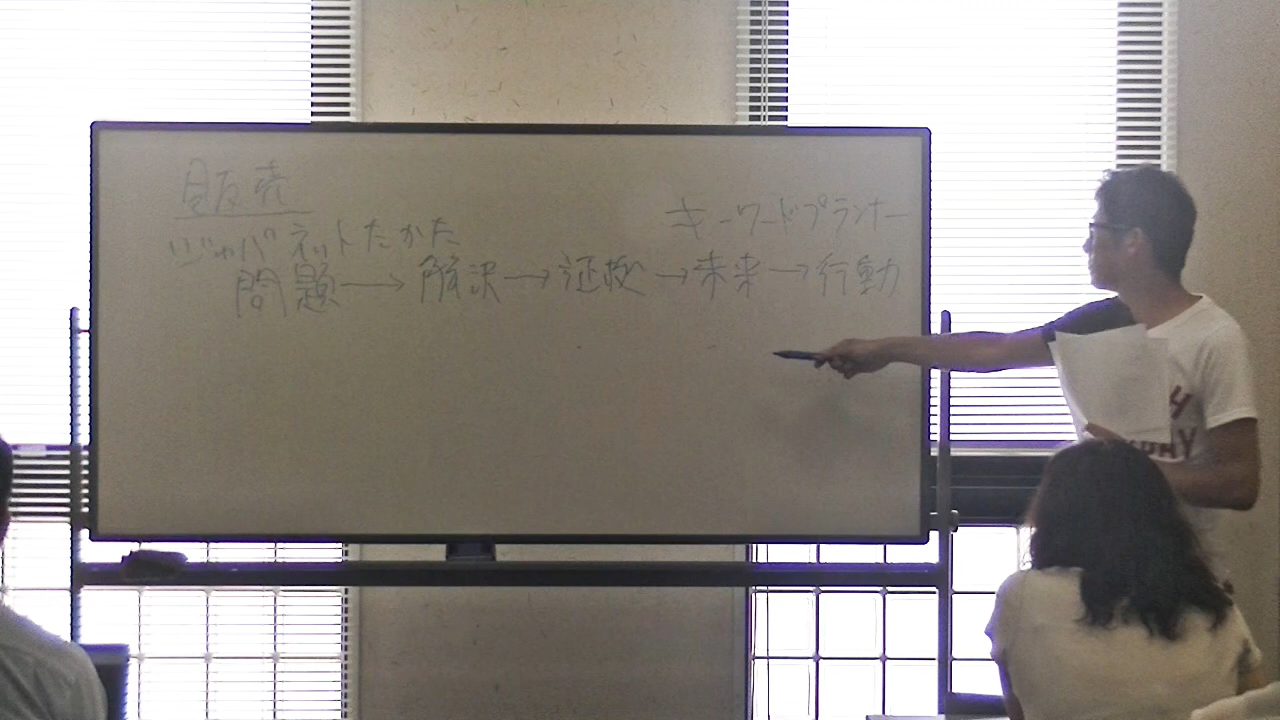 販売
ジャパネットたかた
キーワードプランナー
問題→解決→証拠→未来→行動